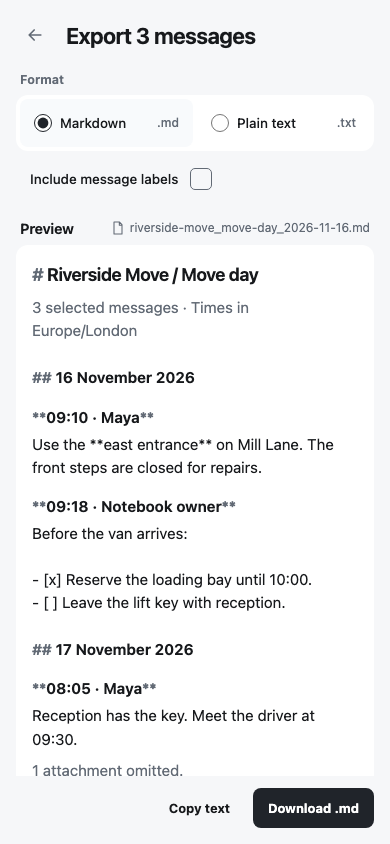 Export 3 messages
Format
Markdown .md Plain text .txt
Include message labels
Preview riverside-move_move-day_2026-11-16.md
# Riverside Move / Move day
3 selected messages · Times in
Europe/London
## 16 November 2026
**09:10 · Maya**
Use the **east entrance** on Mill Lane. The
front steps are closed for repairs.
**09:18 · Notebook owner**
Before the van arrives:
- [x] Reserve the loading bay until 10:00.
- [ ] Leave the lift key with reception.
## 17 November 2026
**08:05 · Maya**
Reception has the key. Meet the driver at
09:30.
1 attachment omitted.
Copy text Download .md